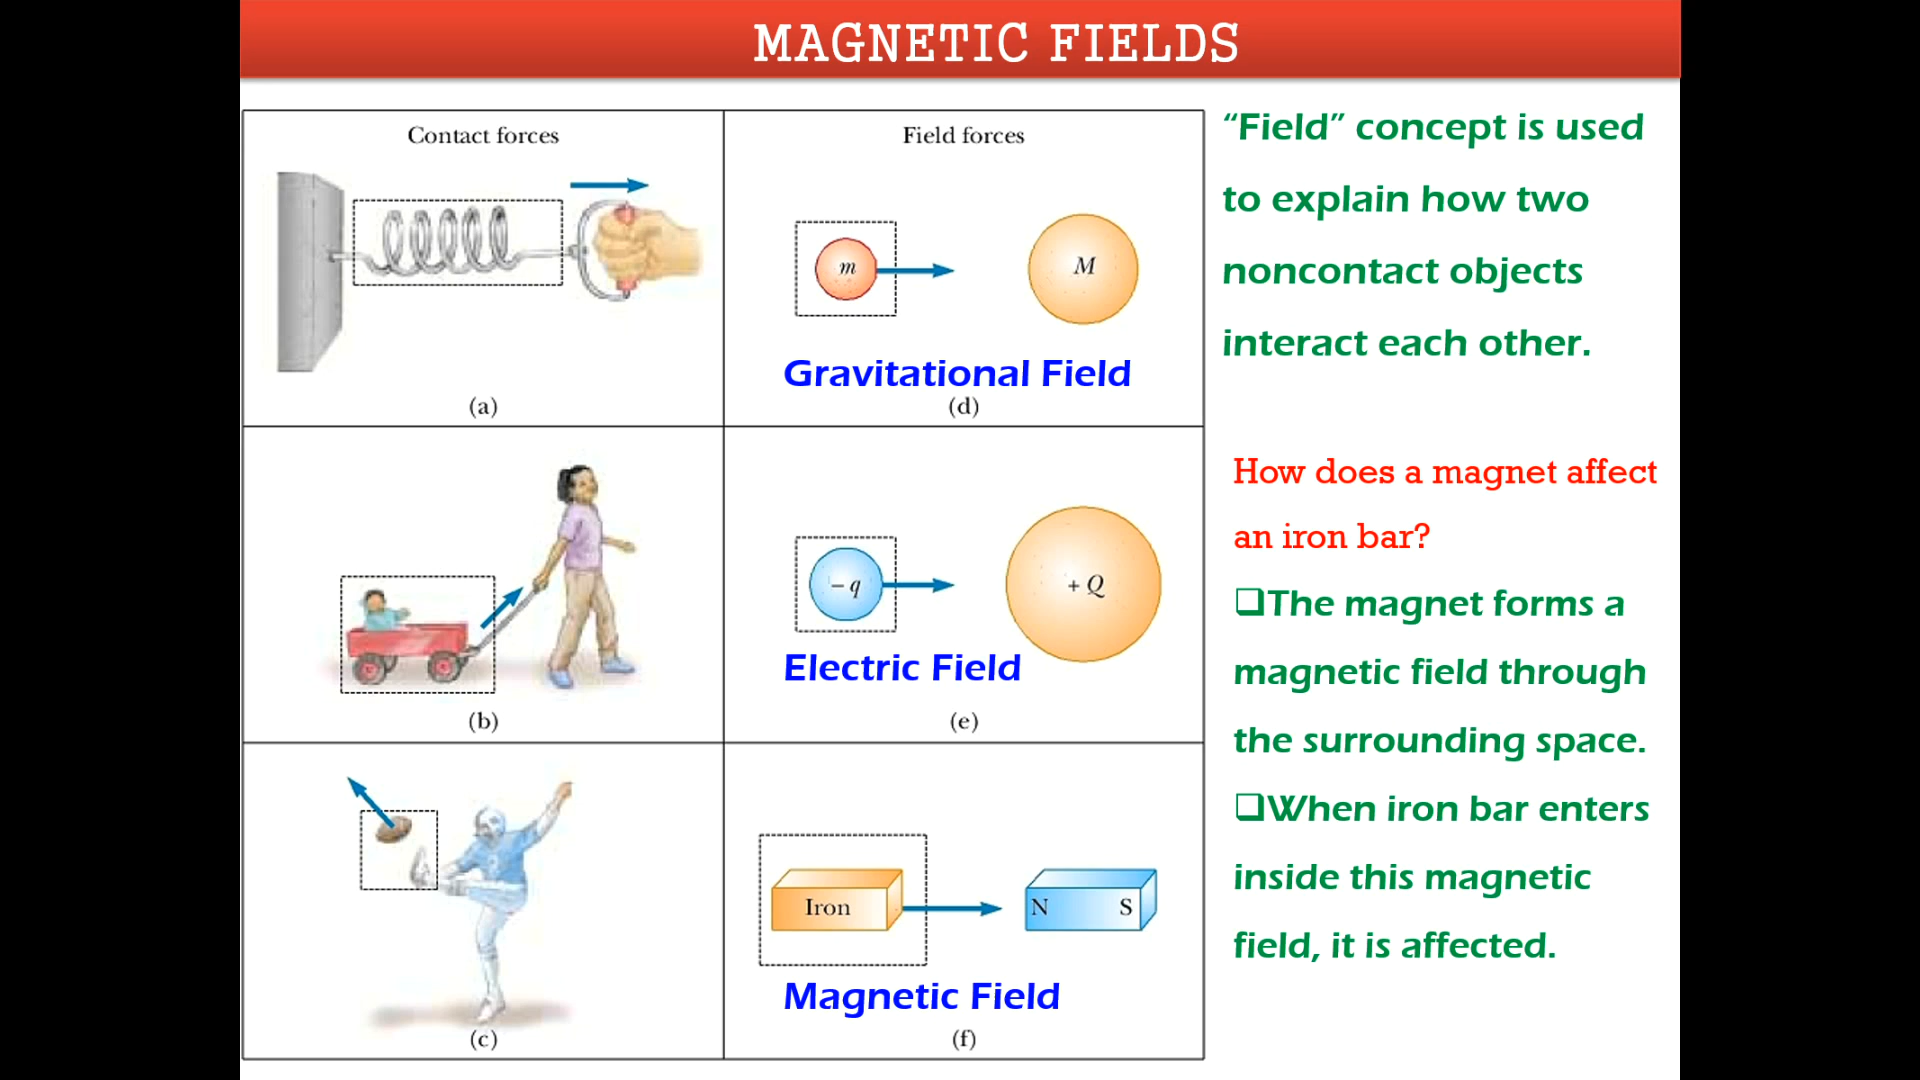 MAGNETIC FIELDS
Contact forces
(a)
(b)
(c)
Field forces
m
M
Gravitational Field
(d)
– q
+ Q
Electric Field
(e)
Iron
N S
Magnetic Field
(f)
“Field” concept is used
to explain how two
noncontact objects
interact each other.
How does a magnet affect
an iron bar?
❑The magnet forms a
magnetic field through
the surrounding space.
❑When iron bar enters
inside this magnetic
field, it is affected.